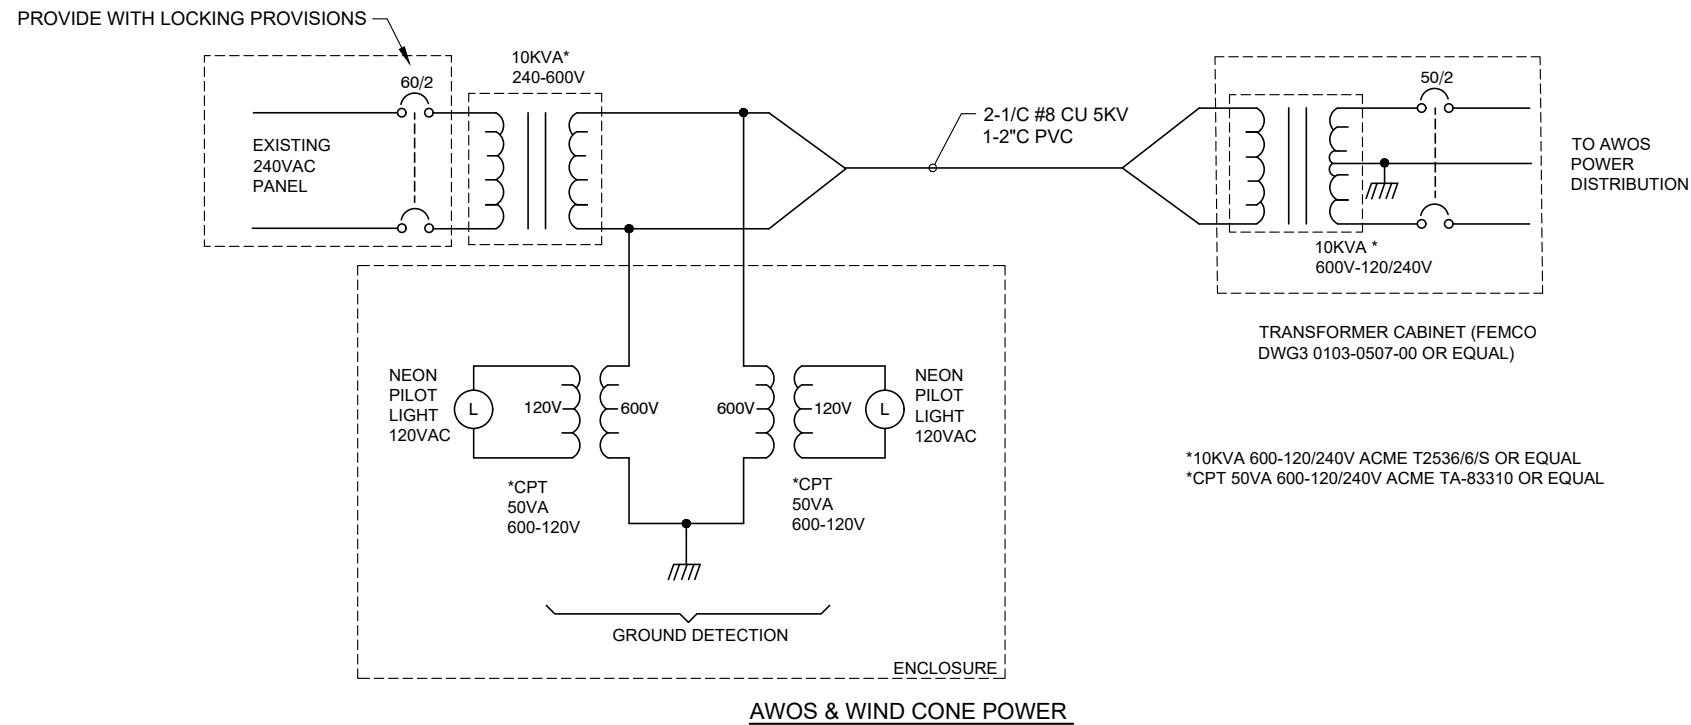 PROVIDE WITH LOCKING PROVISIONS
10KVA*
240-600V
60/2
EXISTING
240VAC
PANEL
2-1/C #8 CU 5KV
1-2"C PVC
50/2
TO AWOS
POWER
DISTRIBUTION
10KVA *
600V-120/240V
TRANSFORMER CABINET (FEMCO
DWG3 0103-0507-00 OR EQUAL)
NEON
PILOT
LIGHT
120VAC
L
120V
600V
600V
120V
L
NEON
PILOT
LIGHT
120VAC
*CPT
50VA
600-120V
*CPT
50VA
600-120V
*10KVA 600-120/240V ACME T2536/6/S OR EQUAL
*CPT 50VA 600-120/240V ACME TA-83310 OR EQUAL
GROUND DETECTION
ENCLOSURE
AWOS & WIND CONE POWER